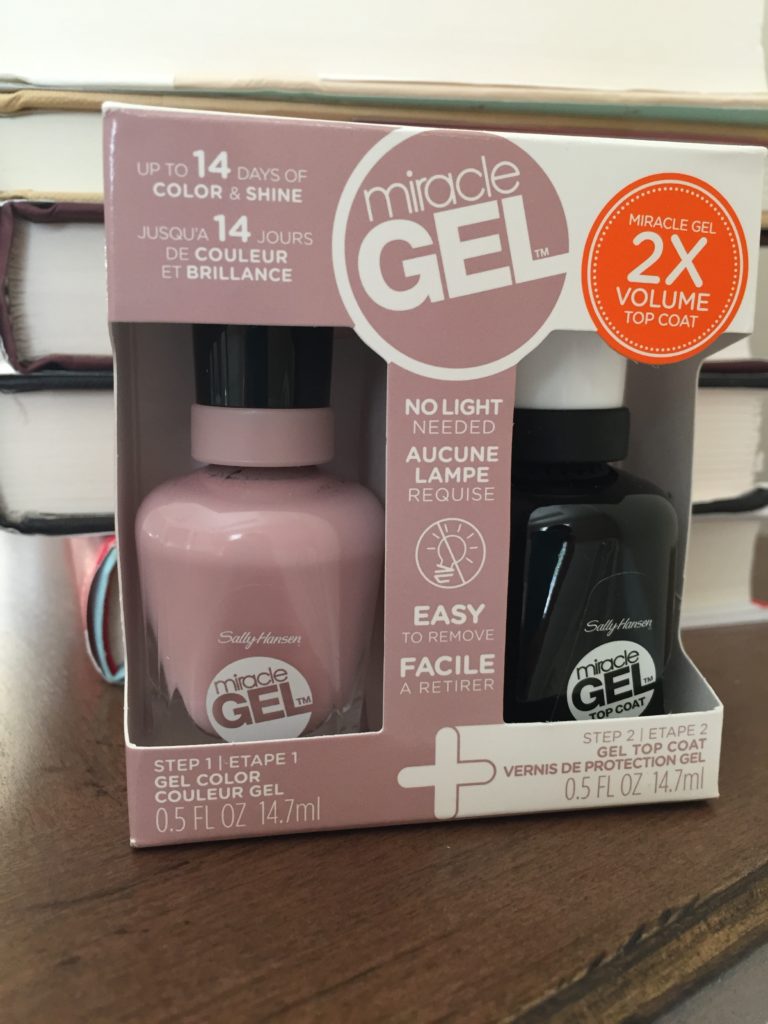 UP TO 14 DAYS OF
COLOR & SHINE
JUSQU'A 14 JOURS
DE COULEUR
ET BRILLANCE
miracle
GEL™
MIRACLE GEL
2X
VOLUME
TOP COAT
NO LIGHT
NEEDED
AUCUNE
LAMPE
REQUISE
EASY
TO REMOVE
FACILE
A RETIRER
Sally Hansen
miracle
GEL™
Sally Hansen
miracle
GEL™
TOP COAT
STEP 1 | ETAPE 1
GEL COLOR
COULEUR GEL
0.5 FL OZ 14.7ml
STEP 2 | ETAPE 2
GEL TOP COAT
VERNIS DE PROTECTION GEL
0.5 FL OZ 14.7ml